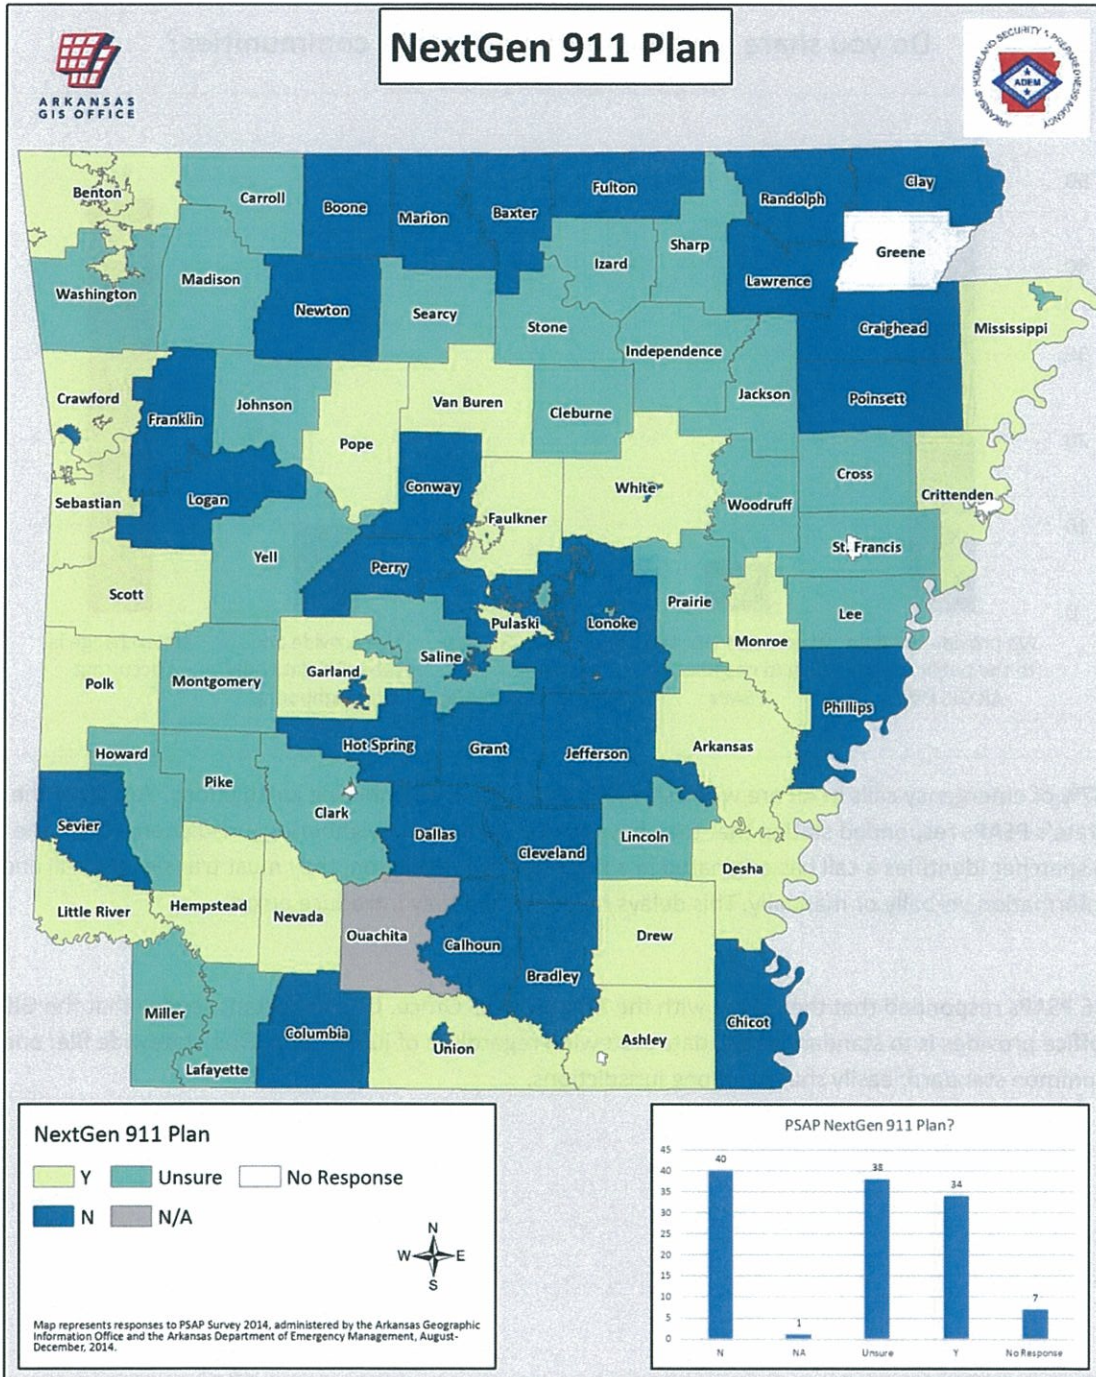 NextGen 911 Plan
ARKANSAS
GIS OFFICE
ARKANSAS HOMELAND SECURITY & PREPAREDNESS AGENCY
ADEM
Benton
Carroll
Boone
Marion
Baxter
Fulton
Randolph
Clay
Sharp
Greene
Izard
Washington
Madison
Newton
Searcy
Stone
Lawrence
Craighead
Mississippi
Independence
Crawford
Franklin
Johnson
Van Buren
Cleburne
Jackson
Poinsett
Pope
Sebastian
Logan
Conway
Faulkner
White
Woodruff
Cross
Crittenden
St. Francis
Scott
Yell
Perry
Pulaski
Lonoke
Prairie
Lee
Monroe
Polk
Montgomery
Garland
Saline
Phillips
Howard
Hot Spring
Grant
Jefferson
Arkansas
Pike
Clark
Sevier
Dallas
Cleveland
Lincoln
Desha
Little River
Hempstead
Nevada
Ouachita
Calhoun
Drew
Bradley
Miller
Columbia
Union
Ashley
Chicot
Lafayette
NextGen 911 Plan
Y
Unsure
No Response
N
N/A
N
W E
S
Map represents responses to PSAP Survey 2014, administered by the Arkansas Geographic
Information Office and the Arkansas Department of Emergency Management, August-
December, 2014.
PSAP NextGen 911 Plan?
45
40
35
30
25
20
15
10
5
0
40
1
38
34
7
N
NA
Unsure
Y
No Response